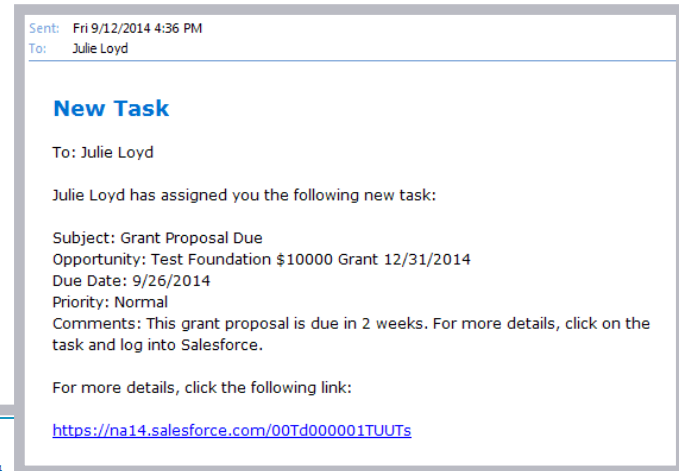 Sent: Fri 9/12/2014 4:36 PM
To: Julie Loyd
New Task
To: Julie Loyd
Julie Loyd has assigned you the following new task:
Subject: Grant Proposal Due
Opportunity: Test Foundation $10000 Grant 12/31/2014
Due Date: 9/26/2014
Priority: Normal
Comments: This grant proposal is due in 2 weeks. For more details, click on the
task and log into Salesforce.
For more details, click the following link:
https://na14.salesforce.com/00Td000001TUUTs